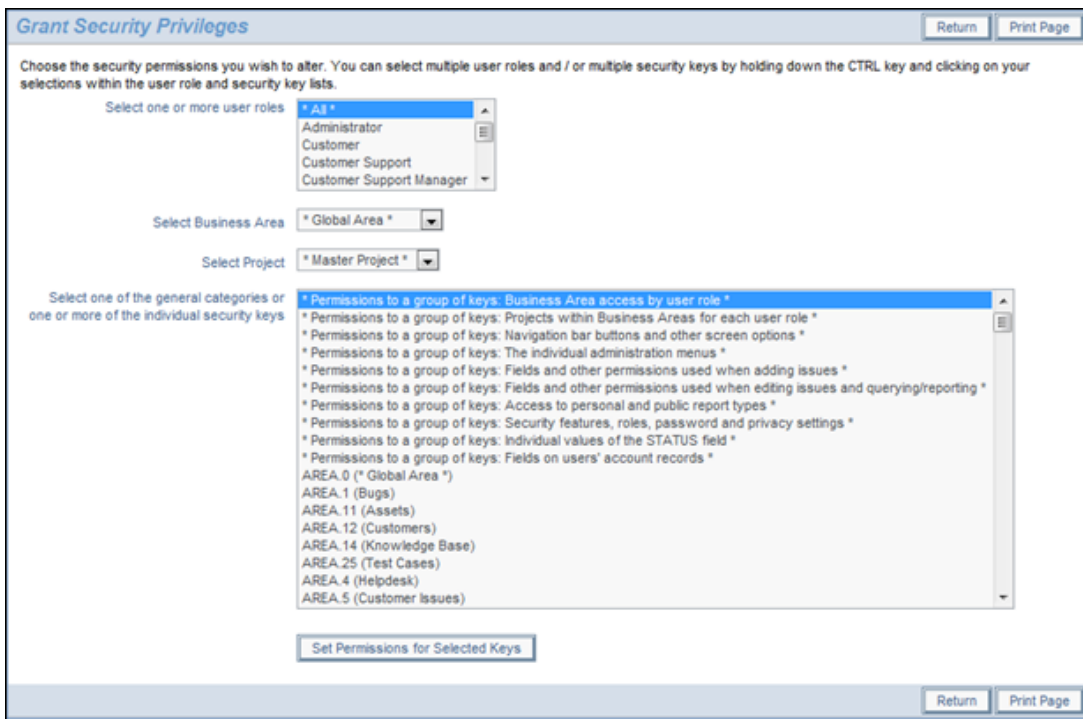 Grant Security Privileges
Return
Print Page
Choose the security permissions you wish to alter. You can select multiple user roles and / or multiple security keys by holding down the CTRL key and clicking on your
selections within the user role and security key lists.
Select one or more user roles
* All *
Administrator
Customer
Customer Support
Customer Support Manager
Select Business Area
* Global Area *
Select Project
* Master Project *
Select one of the general categories or
one or more of the individual security keys
* Permissions to a group of keys: Business Area access by user role *
* Permissions to a group of keys: Projects within Business Areas for each user role *
* Permissions to a group of keys: Navigation bar buttons and other screen options *
* Permissions to a group of keys: The individual administration menus *
* Permissions to a group of keys: Fields and other permissions used when adding issues *
* Permissions to a group of keys: Fields and other permissions used when editing issues and querying/reporting *
* Permissions to a group of keys: Access to personal and public report types *
* Permissions to a group of keys: Security features, roles, password and privacy settings *
* Permissions to a group of keys: Individual values of the STATUS field *
* Permissions to a group of keys: Fields on users' account records *
AREA.0 (* Global Area *)
AREA.1 (Bugs)
AREA.11 (Assets)
AREA.12 (Customers)
AREA.14 (Knowledge Base)
AREA.25 (Test Cases)
AREA.4 (Helpdesk)
AREA.5 (Customer Issues)
Set Permissions for Selected Keys
Return
Print Page